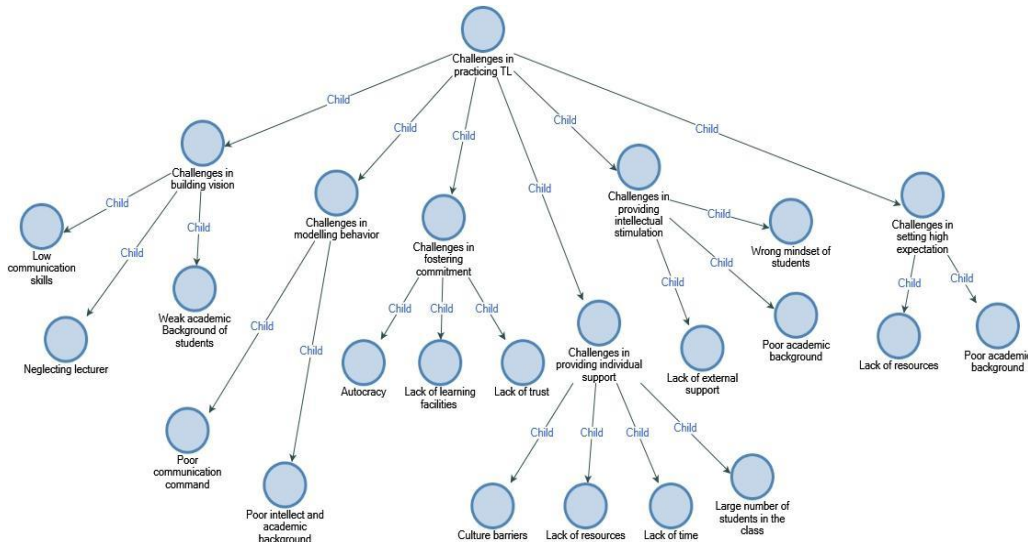 Challenges in
practicing TL
Child
Child
Child
Child
Child
Child
Challenges in
building vision
Challenges in
modelling behavior
Challenges in
fostering commitment
Challenges in
providing individual
support
Challenges in
providing intellectual
stimulation
Challenges in
setting high
expectation
Child
Child
Child
Low
communication
skills
Neglecting lecturer
Weak academic
Background of
students
Child
Child
Poor
communication
command
Poor intellect and
academic
background
Child
Child
Child
Autocracy
Lack of learning
facilities
Lack of trust
Child
Child
Child
Child
Culture barriers
Lack of resources
Lack of time
Large number of
students in the
class
Child
Child
Child
Wrong mindset of
students
Poor academic
background
Lack of external
support
Child
Child
Lack of resources
Poor academic
background